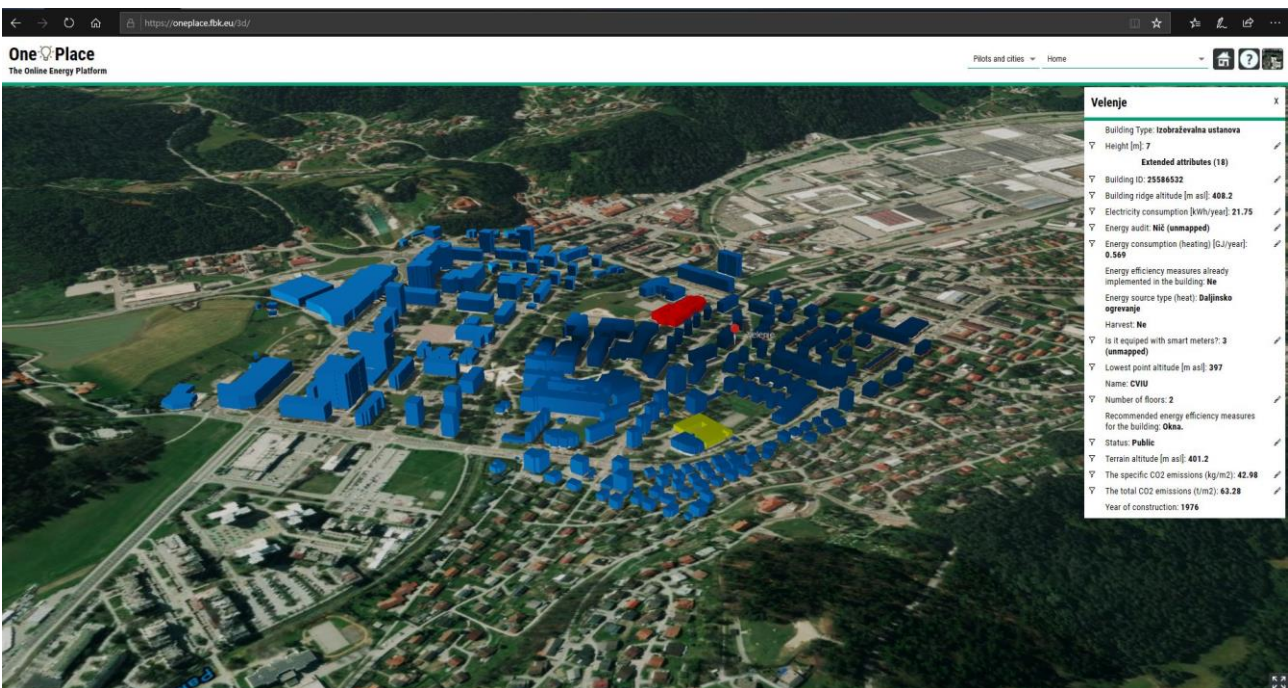 https://oneplace.fbk.eu/3d/
One Place
The Online Energy Platform
Pilots and cities
Home
?
Velenje
x
Building Type: Izobraževalna ustanova
Height [m]: 7
Extended attributes (18)
Building ID: 25586532
Building ridge altitude [m asl]: 408.2
Electricity consumption [kWh/year]: 21.75
Energy audit: Nič (unmapped)
Energy consumption (heating) [GJ/year]:
0.569
Energy efficiency measures already
implemented in the building: Ne
Energy source type (heat): Daljinsko
ogrevanje
Harvest: Ne
Is it equiped with smart meters?: 3
(unmapped)
Lowest point altitude [m asl]: 397
Name: CVIU
Number of floors: 2
Recommended energy efficiency measures
for the building: Okna.
Status: Public
Terrain altitude [m asl]: 401.2
The specific CO2 emissions (kg/m2): 42.98
The total CO2 emissions (t/m2): 63.28
Year of construction: 1976